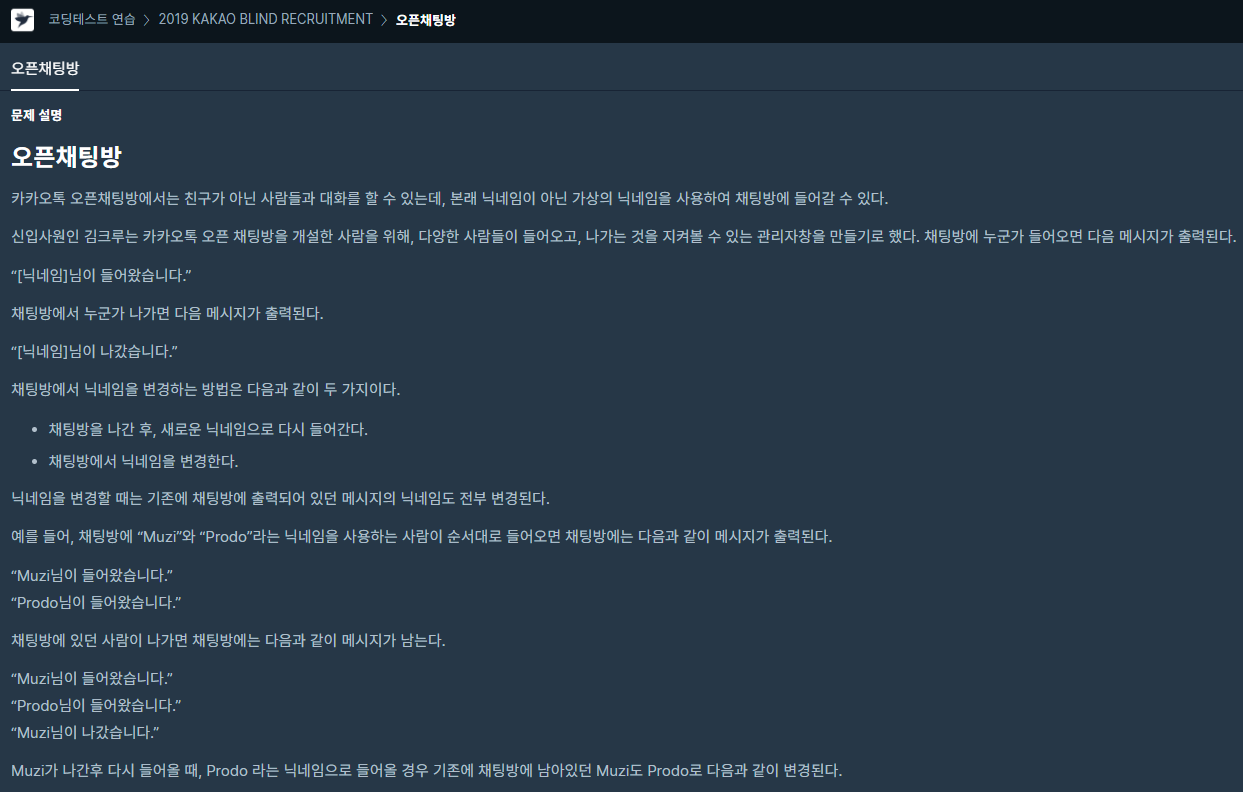 코딩테스트 연습 > 2019 KAKAO BLIND RECRUITMENT > 오픈채팅방
오픈채팅방
문제 설명
오픈채팅방
카카오톡 오픈채팅방에서는 친구가 아닌 사람들과 대화를 할 수 있는데, 본래 닉네임이 아닌 가상의 닉네임을 사용하여 채팅방에 들어갈 수 있다.
신입사원인 김크루는 카카오톡 오픈 채팅방을 개설한 사람을 위해, 다양한 사람들이 들어오고, 나가는 것을 지켜볼 수 있는 관리자창을 만들기로 했다. 채팅방에 누군가 들어오면 다음 메시지가 출력된다.
“[닉네임]님이 들어왔습니다.”
채팅방에서 누군가 나가면 다음 메시지가 출력된다.
“[닉네임]님이 나갔습니다.”
채팅방에서 닉네임을 변경하는 방법은 다음과 같이 두 가지이다.
• 채팅방을 나간 후, 새로운 닉네임으로 다시 들어간다.
• 채팅방에서 닉네임을 변경한다.
닉네임을 변경할 때는 기존에 채팅방에 출력되어 있던 메시지의 닉네임도 전부 변경된다.
예를 들어, 채팅방에 “Muzi”와 “Prodo”라는 닉네임을 사용하는 사람이 순서대로 들어오면 채팅방에는 다음과 같이 메시지가 출력된다.
“Muzi님이 들어왔습니다.”
“Prodo님이 들어왔습니다.”
채팅방에 있던 사람이 나가면 채팅방에는 다음과 같이 메시지가 남는다.
“Muzi님이 들어왔습니다.”
“Prodo님이 들어왔습니다.”
“Muzi님이 나갔습니다.”
Muzi가 나간후 다시 들어올 때, Prodo 라는 닉네임으로 들어올 경우 기존에 채팅방에 남아있던 Muzi도 Prodo로 다음과 같이 변경된다.